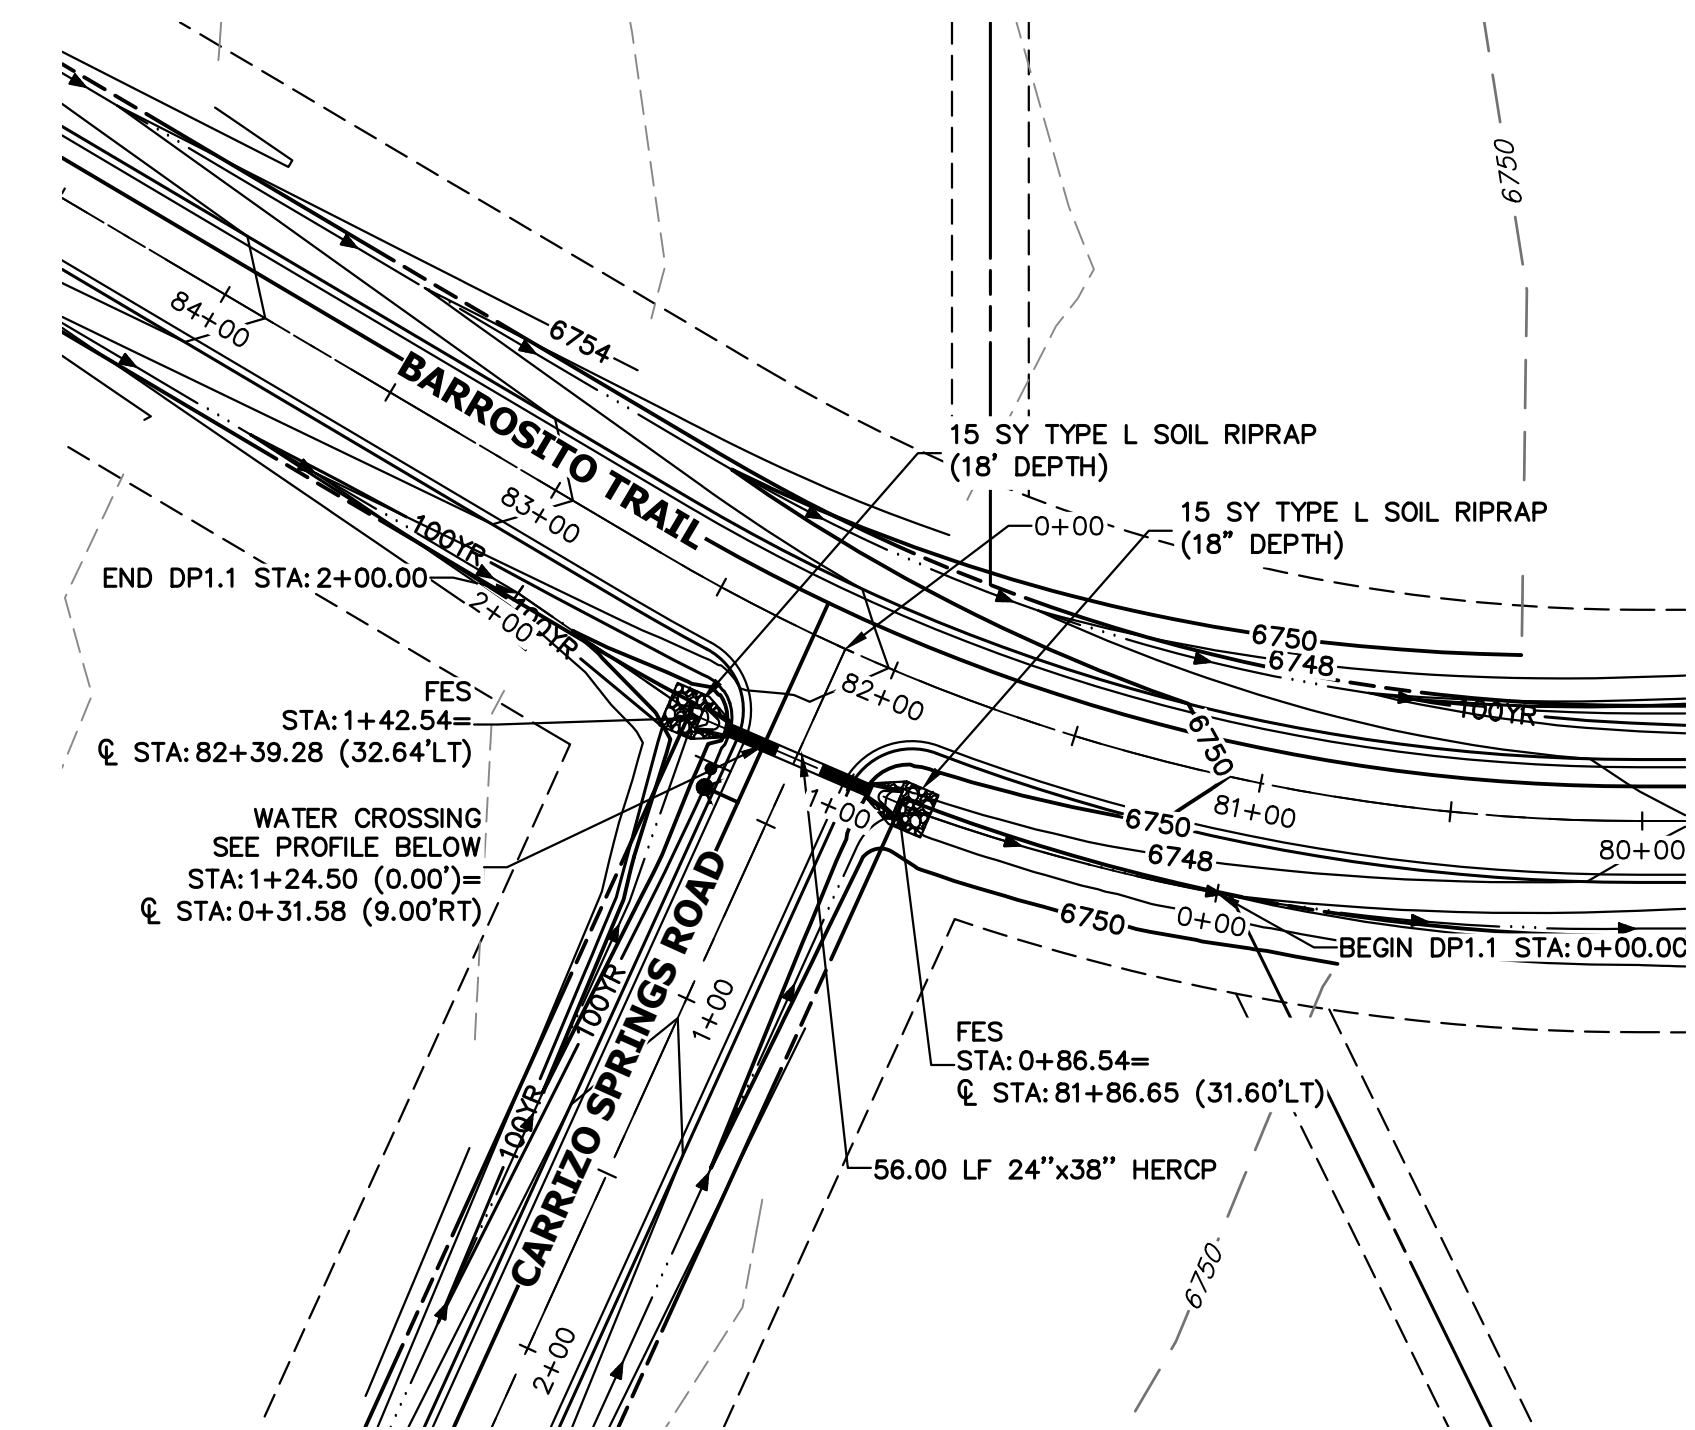 6750
84+00
6754
BARROSITO TRAIL
15 SY TYPE L SOIL RIPRAP
(18' DEPTH)
83+00
0+00
15 SY TYPE L SOIL RIPRAP
(18" DEPTH)
100YR
END DP1.1 STA: 2+00.00
2+00
100YR
6750
6748
82+00
100YR
FES
STA: 1+42.54=
℄ STA: 82+39.28 (32.64'LT)
6750
1+00
81+00
6750
WATER CROSSING
SEE PROFILE BELOW
STA: 1+24.50 (0.00')=
℄ STA: 0+31.58 (9.00'RT)
6748
80+00
6750
0+00
BEGIN DP1.1 STA: 0+00.0
CARRIZO SPRINGS ROAD
100YR
1+00
FES
STA: 0+86.54=
℄ STA: 81+86.65 (31.60'LT)
100YR
56.00 LF 24"x38" HERCP
6750
2+00